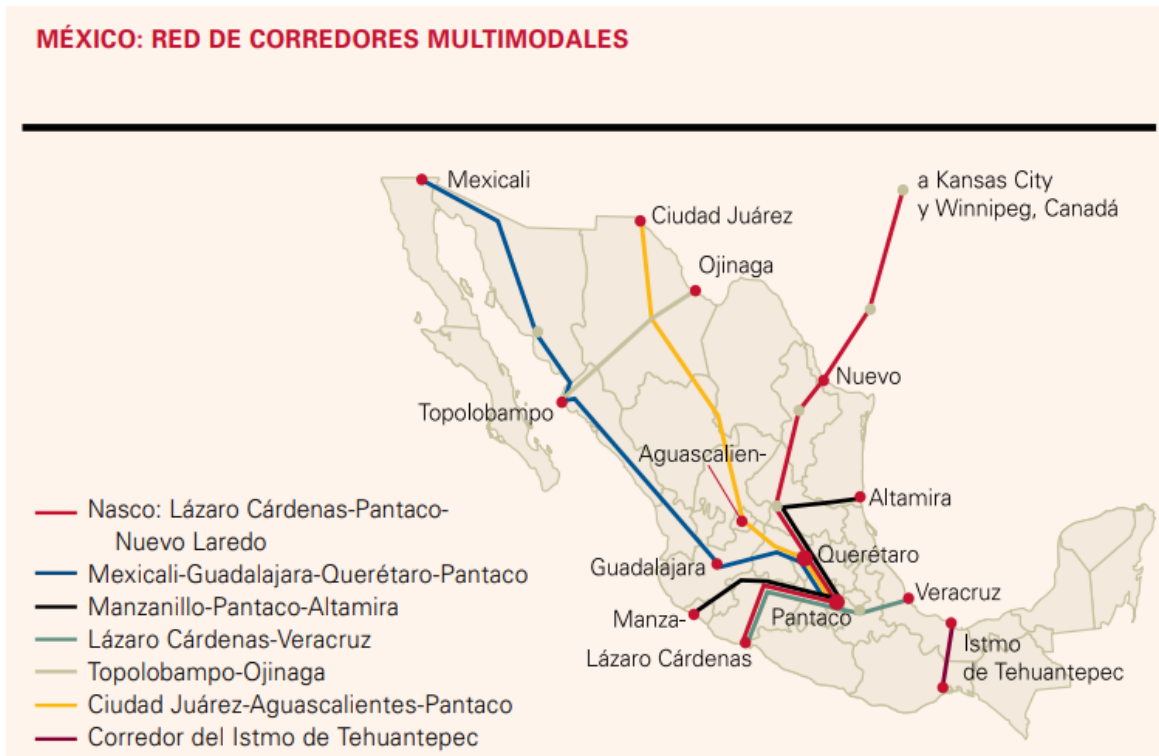 MÉXICO: RED DE CORREDORES MULTIMODALES
Mexicali
a Kansas City
y Winnipeg, Canadá
Ciudad Juárez
Ojinaga
Nuevo
Topolobampo
Aguascalien-
Altamira
Querétaro
Guadalajara
Veracruz
Manza-
Pantaco
Istmo
de Tehuantepec
Lázaro Cárdenas
Nasco: Lázaro Cárdenas-Pantaco-
Nuevo Laredo
Mexicali-Guadalajara-Querétaro-Pantaco
Manzanillo-Pantaco-Altamira
Lázaro Cárdenas-Veracruz
Topolobampo-Ojinaga
Ciudad Juárez-Aguascalientes-Pantaco
Corredor del Istmo de Tehuantepec